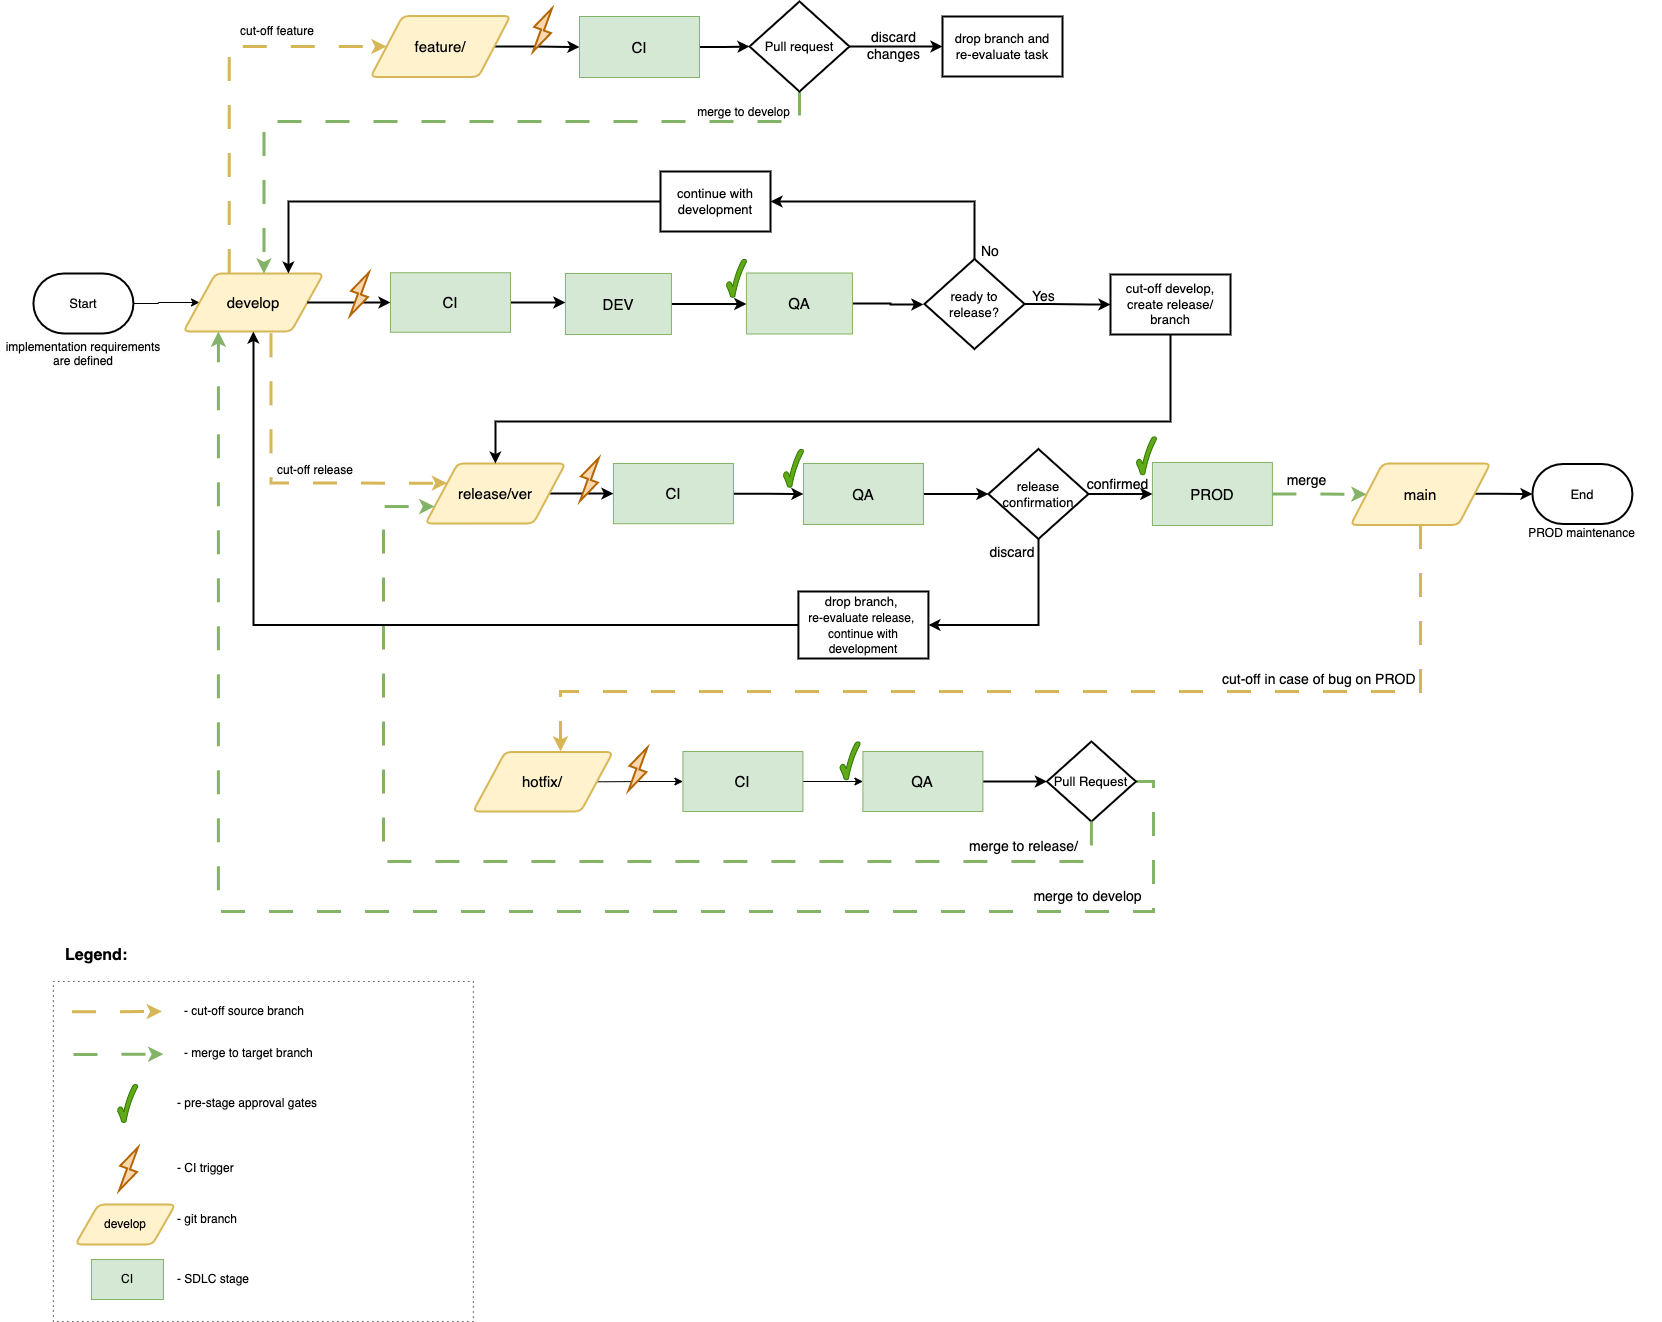 cut-off feature
feature/
CI
Pull request
discard
changes
drop branch and
re-evaluate task
merge to develop
continue with
development
No
Start
implementation requirements
are defined
develop
CI
DEV
QA
ready to
release?
Yes
cut-off develop,
create release/
branch
cut-off release
release/ver
CI
QA
release
confirmation
confirmed
PROD
merge
main
End
PROD maintenance
discard
drop branch,
re-evaluate release,
continue with
development
cut-off in case of bug on PROD
hotfix/
CI
QA
Pull Request
merge to release/
merge to develop
Legend:
- cut-off source branch
- merge to target branch
- pre-stage approval gates
- CI trigger
develop
- git branch
CI
- SDLC stage